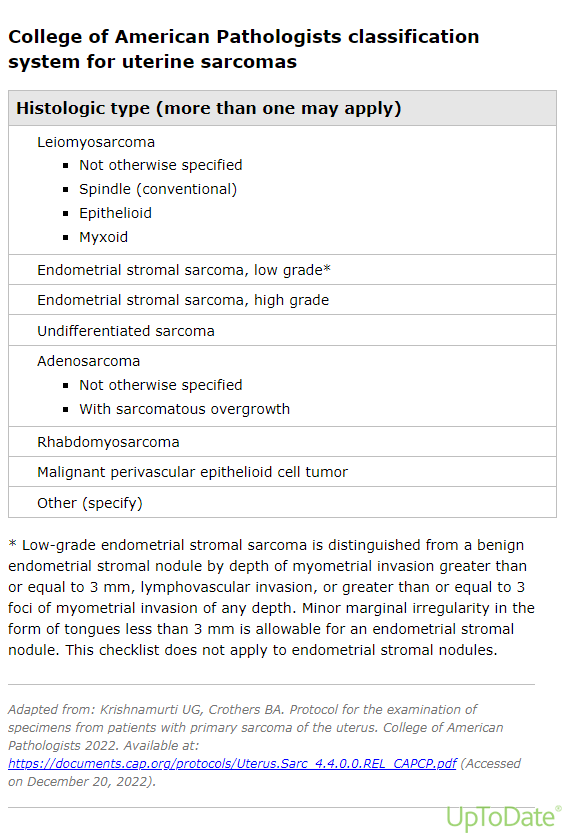 College of American Pathologists classification
system for uterine sarcomas
Histologic type (more than one may apply)
Leiomyosarcoma
▪ Not otherwise specified
▪ Spindle (conventional)
▪ Epithelioid
▪ Myxoid
Endometrial stromal sarcoma, low grade*
Endometrial stromal sarcoma, high grade
Undifferentiated sarcoma
Adenosarcoma
▪ Not otherwise specified
▪ With sarcomatous overgrowth
Rhabdomyosarcoma
Malignant perivascular epithelioid cell tumor
Other (specify)
* Low-grade endometrial stromal sarcoma is distinguished from a benign
endometrial stromal nodule by depth of myometrial invasion greater than
or equal to 3 mm, lymphovascular invasion, or greater than or equal to 3
foci of myometrial invasion of any depth. Minor marginal irregularity in the
form of tongues less than 3 mm is allowable for an endometrial stromal
nodule. This checklist does not apply to endometrial stromal nodules.
Adapted from: Krishnamurti UG, Crothers BA. Protocol for the examination of
specimens from patients with primary sarcoma of the uterus. College of American
Pathologists 2022. Available at:
https://documents.cap.org/protocols/Uterus.Sarc_4.4.0.0.REL_CAPCP.pdf (Accessed
on December 20, 2022).
UpToDate®